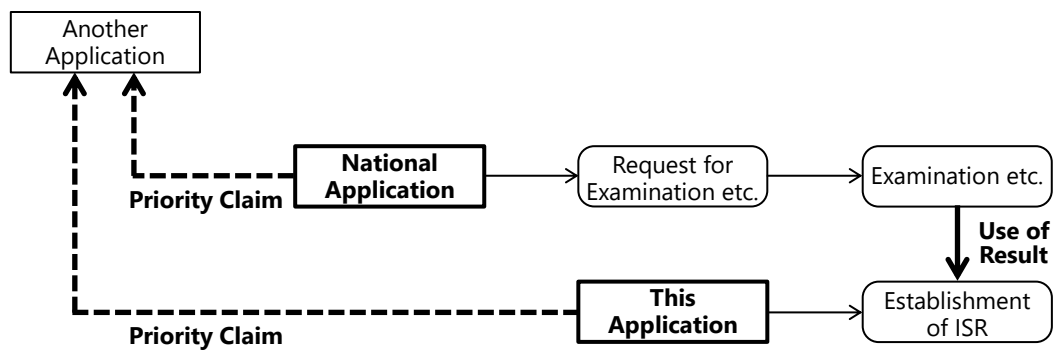 Another
Application
National
Application
Request for
Examination etc.
Examination etc.
Priority Claim
Use of
Result
This
Application
Establishment
of ISR
Priority Claim